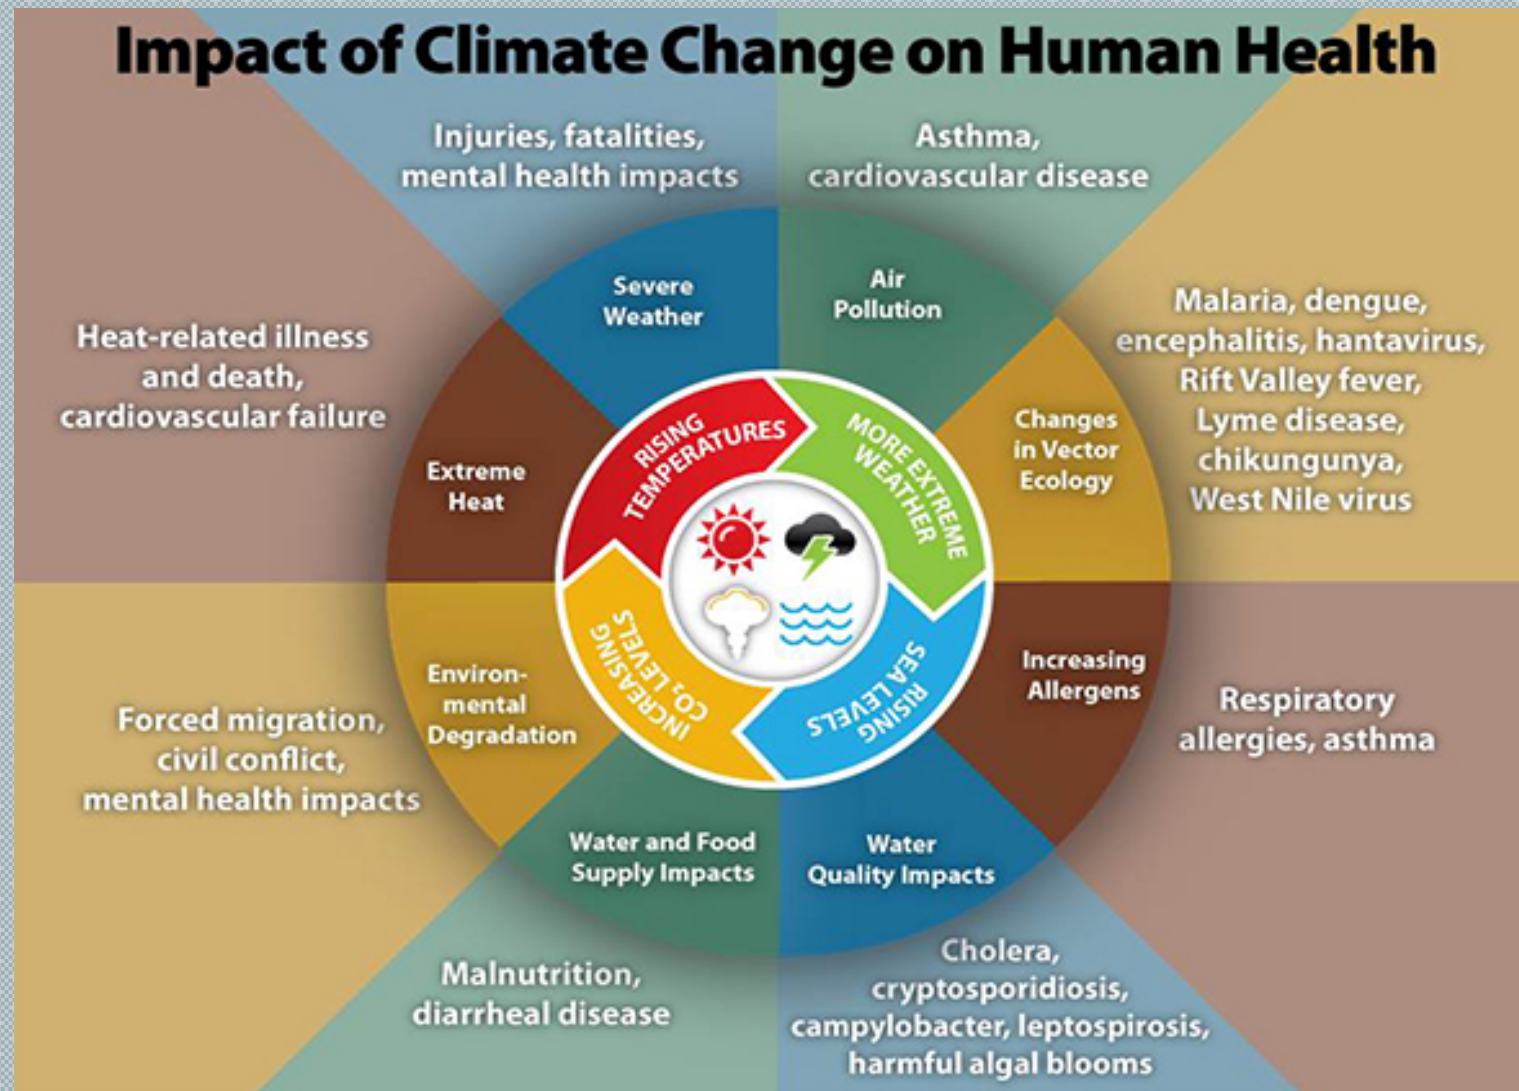 Impact of Climate Change on Human Health
Injuries, fatalities,
mental health impacts
Asthma,
cardiovascular disease
Severe
Weather
Air
Pollution
Malaria, dengue,
encephalitis, hantavirus,
Rift Valley fever,
Lyme disease,
chikungunya,
West Nile virus
Heat-related illness
and death,
cardiovascular failure
Extreme
Heat
Changes
in Vector
Ecology
RISING
TEMPERATURES
MORE EXTREME
WEATHER
INCREASING
CO₂ LEVELS
RISING
SEA LEVELS
Environ-
mental
Degradation
Increasing
Allergens
Forced migration,
civil conflict,
mental health impacts
Respiratory
allergies, asthma
Water and Food
Supply Impacts
Water
Quality Impacts
Malnutrition,
diarrheal disease
Cholera,
cryptosporidiosis,
campylobacter, leptospirosis,
harmful algal blooms